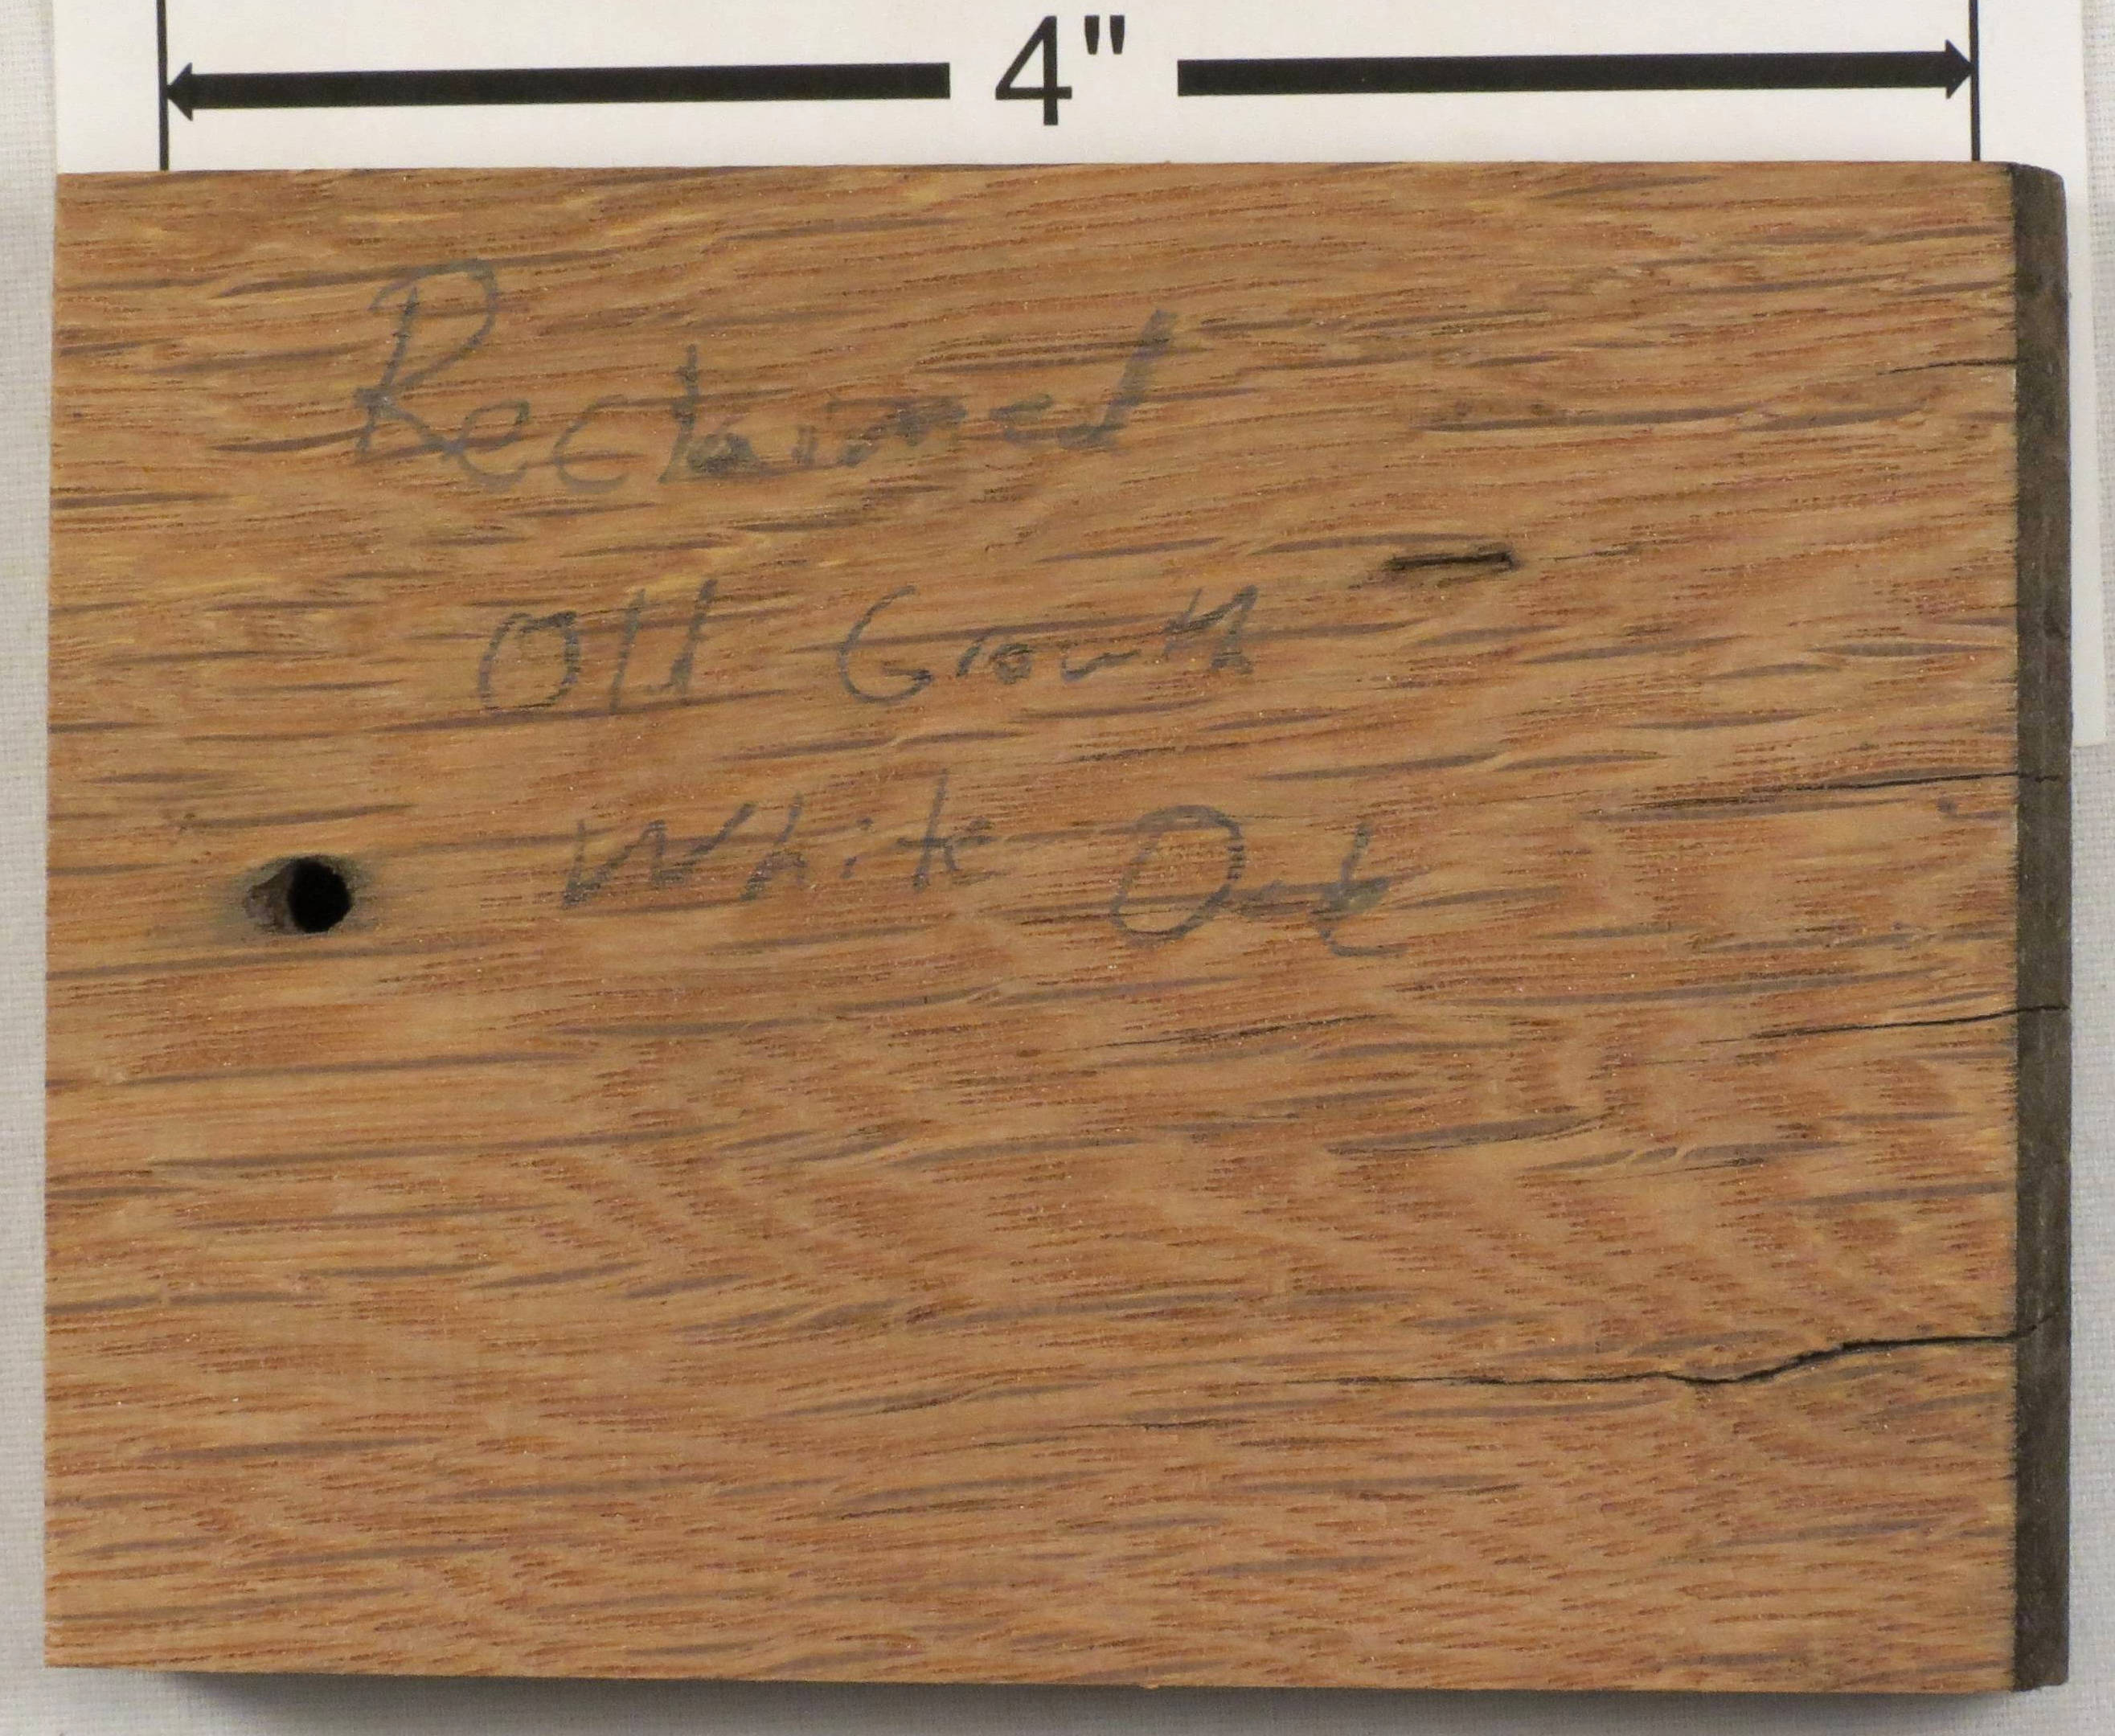 4"
Reclaimed
Old Growth
White Oak